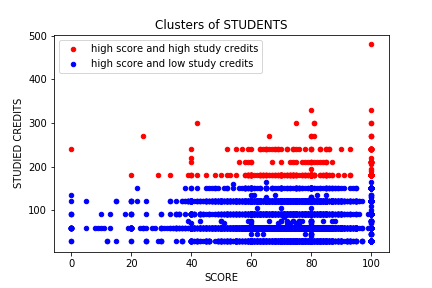 Clusters of STUDENTS
high score and high study credits
high score and low study credits
STUDIED CREDITS
500
400
300
200
100
0
20
40
60
80
100
SCORE